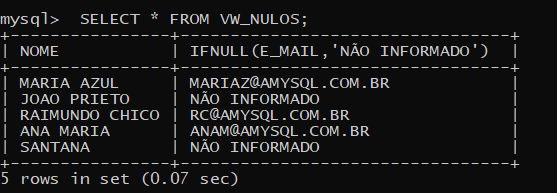 mysql>  SELECT * FROM VW_NULOS;
+----------------+--------------------------------+
| NOME           | IFNULL(E_MAIL,'NÃO INFORMADO') |
+----------------+--------------------------------+
| MARIA AZUL     | MARIAZ@AMYSQL.COM.BR           |
| JOAO PRIETO    | NÃO INFORMADO                  |
| RAIMUNDO CHICO | RC@AMYSQL.COM.BR               |
| ANA MARIA      | ANAM@AMYSQL.COM.BR             |
| SANTANA        | NÃO INFORMADO                  |
+----------------+--------------------------------+
5 rows in set (0.07 sec)